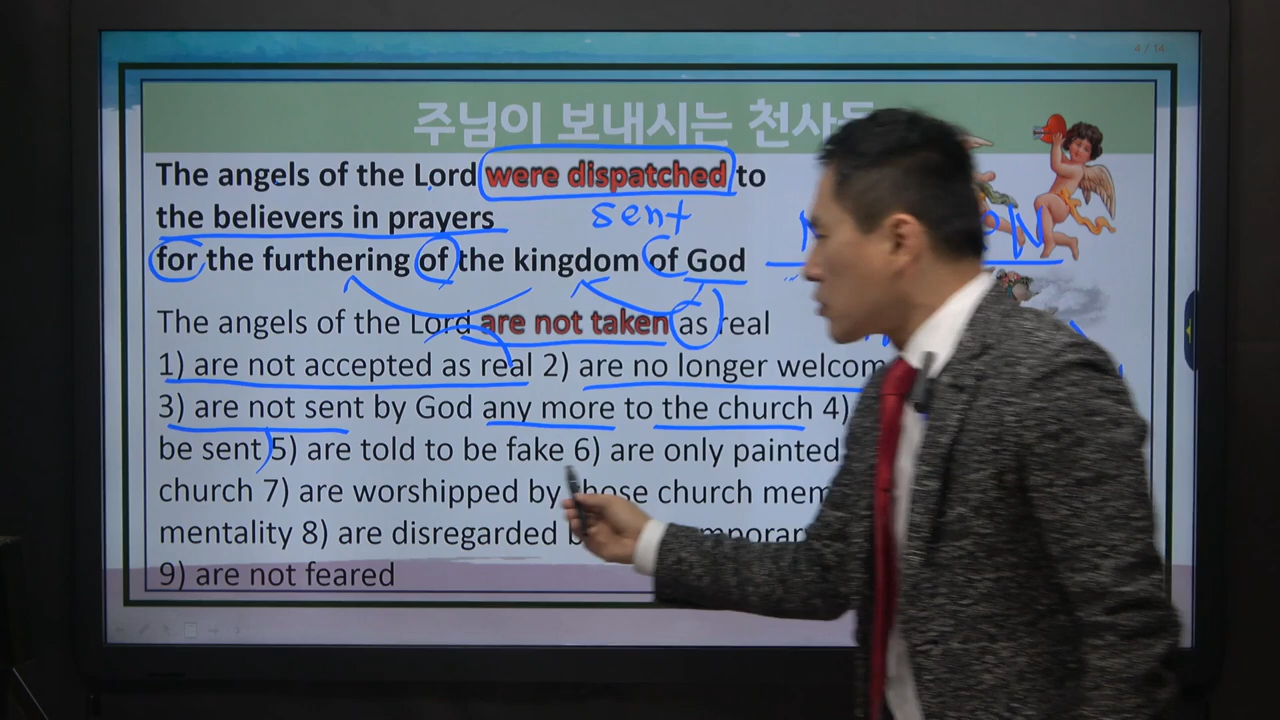 4 / 14
주님이 보내시는 천사들
The angels of the Lord were dispatched to
the believers in prayers
sent
for the furthering of the kingdom of God
The angels of the Lord are not taken as real
1) are not accepted as real 2) are no longer welcom
3) are not sent by God any more to the church 4)
be sent 5) are told to be fake 6) are only painted
church 7) are worshipped by those church mem
mentality 8) are disregarded
9) are not feared